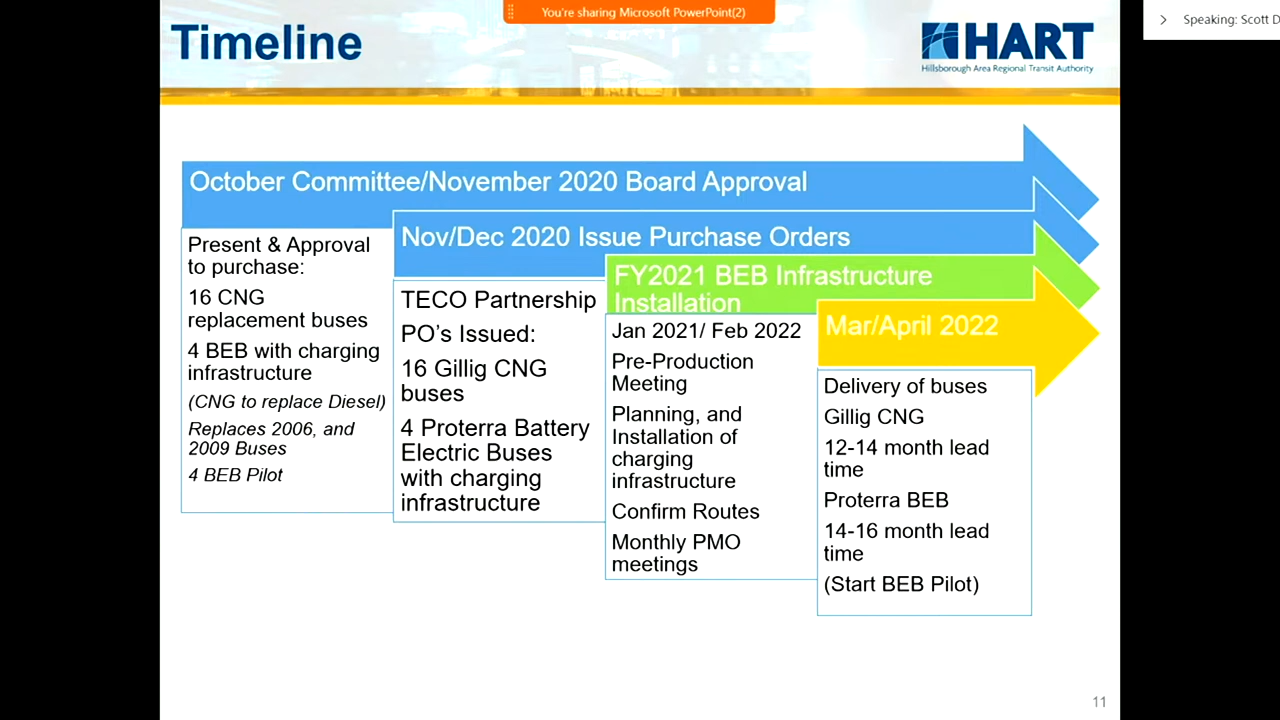 You're sharing Microsoft PowerPoint(2)
Speaking: Scott D
Timeline
HART
Hillsborough Area Regional Transit Authority
October Committee/November 2020 Board Approval
Present & Approval
to purchase:
16 CNG
replacement buses
4 BEB with charging
infrastructure
(CNG to replace Diesel)
Replaces 2006, and
2009 Buses
4 BEB Pilot
Nov/Dec 2020 Issue Purchase Orders
TECO Partnership
PO's Issued:
16 Gillig CNG
buses
4 Proterra Battery
Electric Buses
with charging
infrastructure
FY2021 BEB Infrastructure
Installation
Jan 2021/ Feb 2022
Pre-Production
Meeting
Planning, and
Installation of
charging
infrastructure
Confirm Routes
Monthly PMO
meetings
Mar/April 2022
Delivery of buses
Gillig CNG
12-14 month lead
time
Proterra BEB
14-16 month lead
time
(Start BEB Pilot)
11